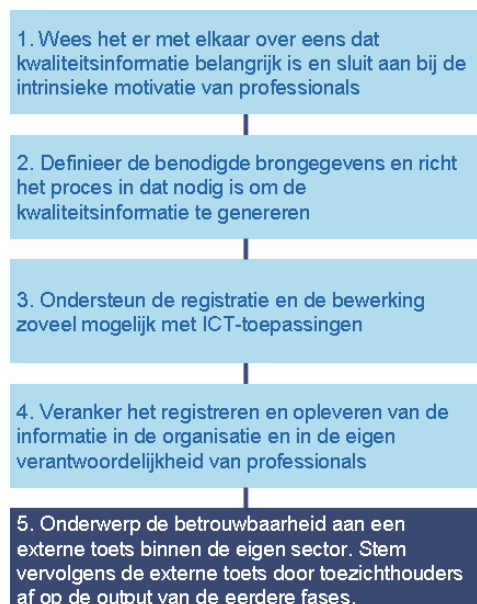 1. Wees het er met elkaar over eens dat
kwaliteitsinformatie belangrijk is en sluit aan bij de
intrinsieke motivatie van professionals
2. Definieer de benodigde brongegevens en richt
het proces in dat nodig is om de
kwaliteitsinformatie te genereren
3. Ondersteun de registratie en de bewerking
zoveel mogelijk met ICT-toepassingen
4. Veranker het registreren en opleveren van de
informatie in de organisatie en in de eigen
verantwoordelijkheid van professionals
5. Onderwerp de betrouwbaarheid aan een
externe toets binnen de eigen sector. Stem
vervolgens de externe toets door toezichthouders
af op de output van de eerdere fases.